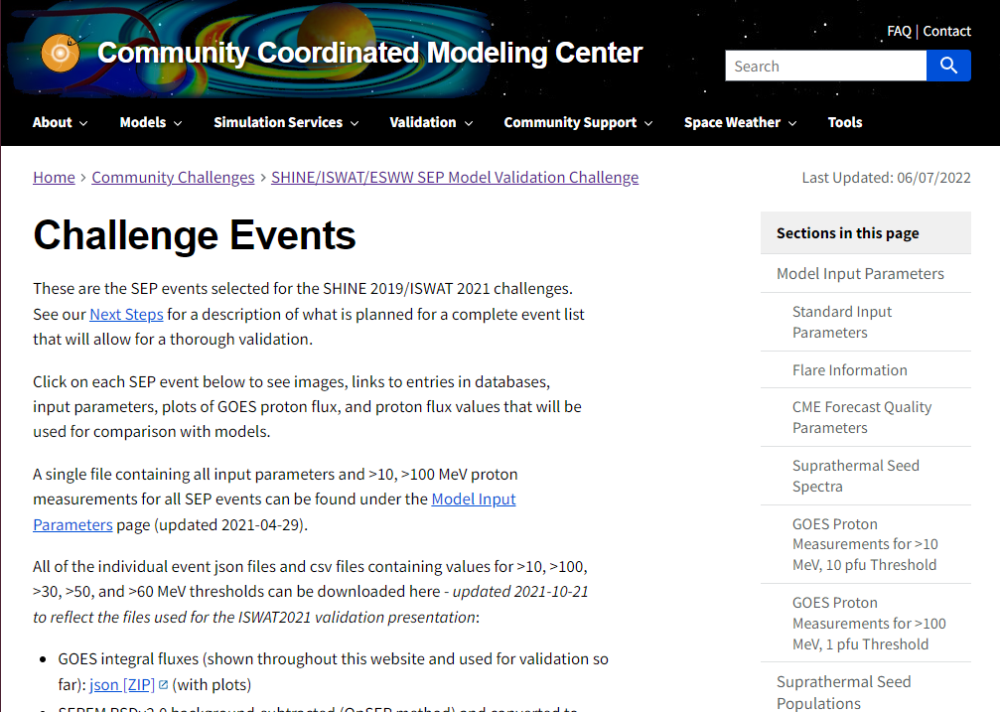 Community Coordinated Modeling Center
FAQ | Contact
Search
About
Models
Simulation Services
Validation
Community Support
Space Weather
Tools
Home > Community Challenges > SHINE/ISWAT/ESWW SEP Model Validation Challenge
Last Updated: 06/07/2022
Challenge Events
These are the SEP events selected for the SHINE 2019/ISWAT 2021 challenges.
See our Next Steps for a description of what is planned for a complete event list
that will allow for a thorough validation.
Click on each SEP event below to see images, links to entries in databases,
input parameters, plots of GOES proton flux, and proton flux values that will be
used for comparison with models.
A single file containing all input parameters and >10, >100 MeV proton
measurements for all SEP events can be found under the Model Input
Parameters page (updated 2021-04-29).
All of the individual event json files and csv files containing values for >10, >100,
>30, >50, and >60 MeV thresholds can be downloaded here - updated 2021-10-21
to reflect the files used for the ISWAT2021 validation presentation:
• GOES integral fluxes (shown throughout this website and used for validation so
far): json [ZIP] (with plots)
• SEPEM RSDv2.0 background-subtracted (OpSEP method) and converted to
Sections in this page
Model Input Parameters
Standard Input
Parameters
Flare Information
CME Forecast Quality
Parameters
Suprathermal Seed
Spectra
GOES Proton
Measurements for >10
MeV, 10 pfu Threshold
GOES Proton
Measurements for >100
MeV, 1 pfu Threshold
Suprathermal Seed
Populations